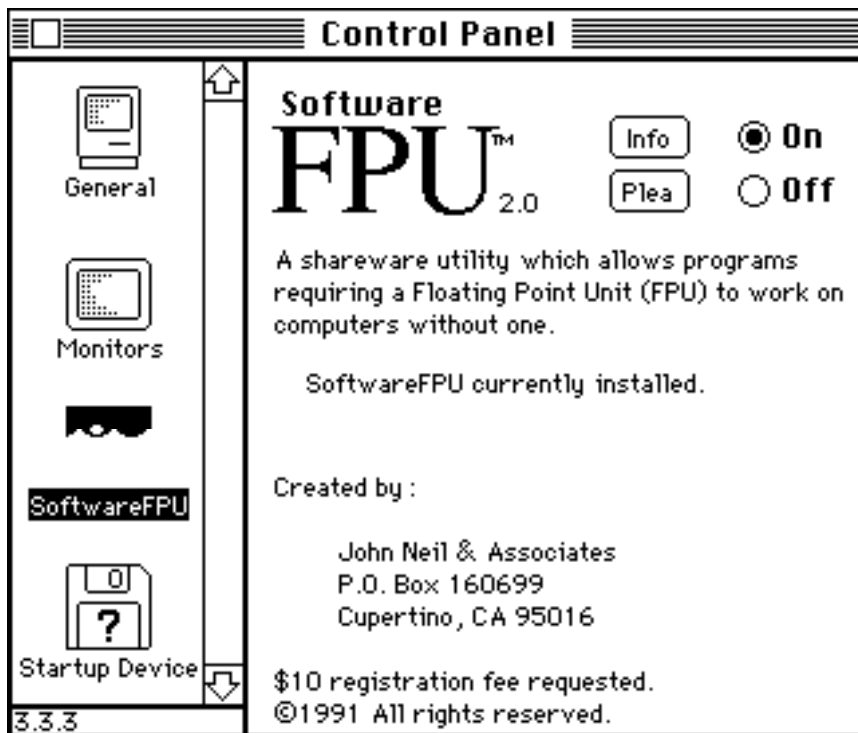 Control Panel
General
Monitors
SoftwareFPU
Startup Device
3.3.3
Software
FPU™ 2.0
Info
On
Plea
Off
A shareware utility which allows programs
requiring a Floating Point Unit (FPU) to work on
computers without one.
SoftwareFPU currently installed.
Created by :
John Neil & Associates
P.O. Box 160699
Cupertino, CA 95016
$10 registration fee requested.
©1991 All rights reserved.